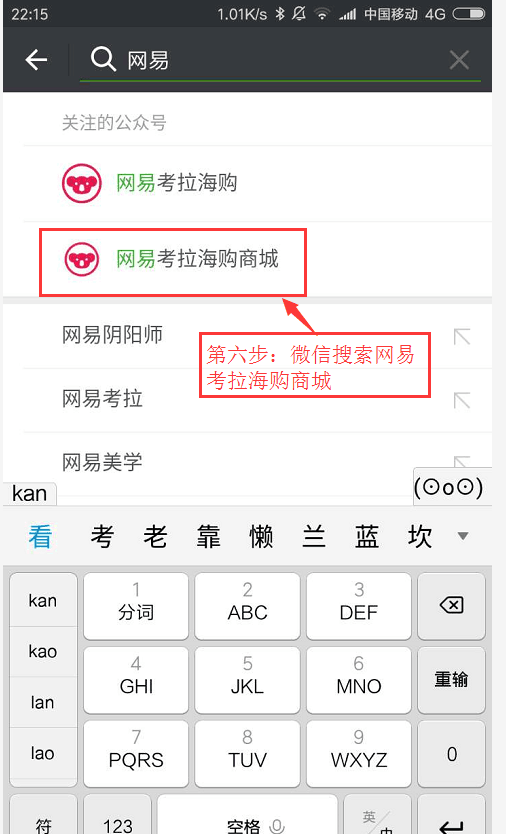 22:15 1.01K/s 中国移动 4G
网易
关注的公众号
网易考拉海购
网易考拉海购商城
网易阴阳师
第六步：微信搜索网易
考拉海购商城
网易考拉
网易美学
kan (⊙o⊙)
看 考 老 靠 懒 兰 蓝 坎
kan
kao
lan
lao
1
分词
2
ABC
3
DEF
4
GHI
5
JKL
6
MNO
重输
7
PQRS
8
TUV
9
WXYZ
0
符 123 空格 英/中